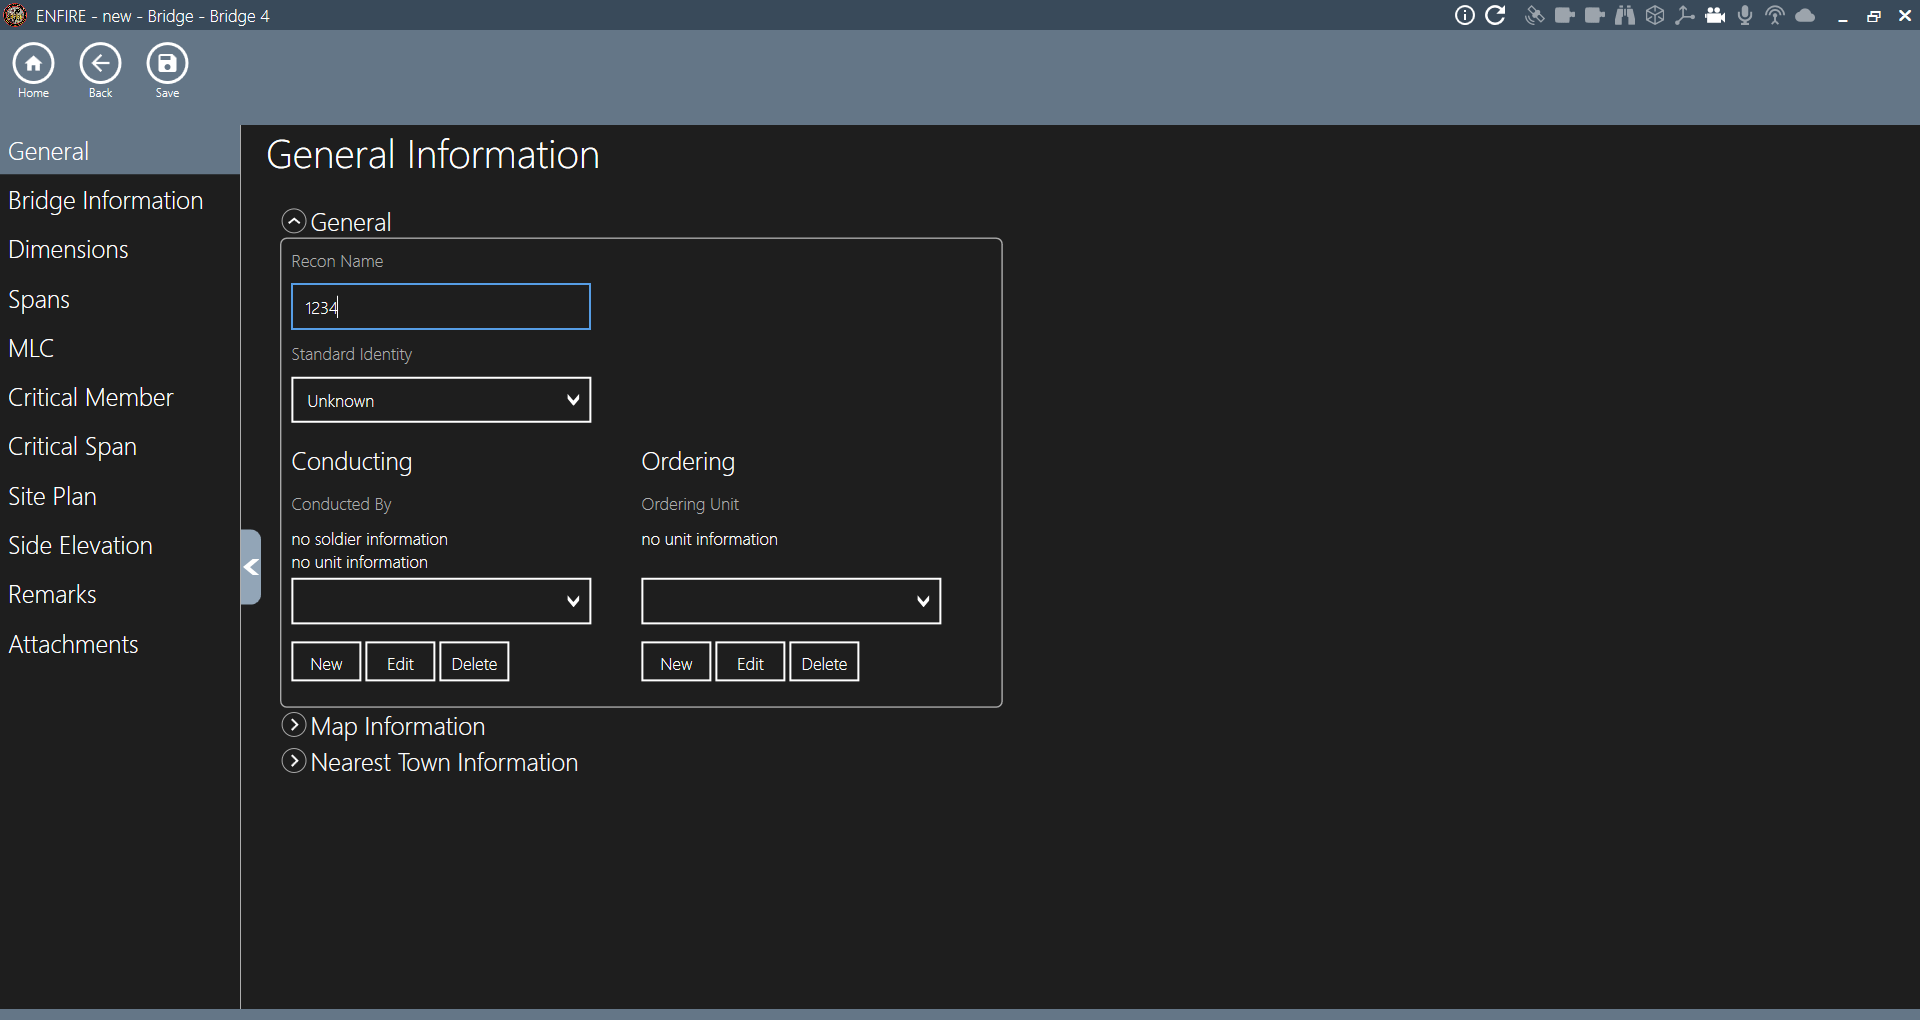 ENFIRE - new - Bridge - Bridge 4
Home
Back
Save
General
Bridge Information
Dimensions
Spans
MLC
Critical Member
Critical Span
Site Plan
Side Elevation
Remarks
Attachments
General Information
General
Recon Name
1234
Standard Identity
Unknown
Conducting
Conducted By
no soldier information
no unit information
New
Edit
Delete
Ordering
Ordering Unit
no unit information
New
Edit
Delete
Map Information
Nearest Town Information